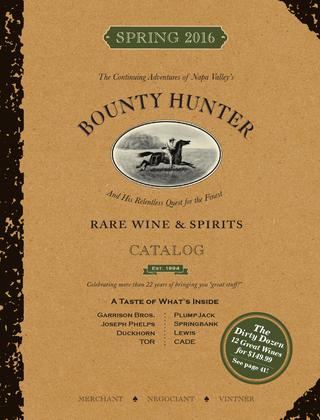 SPRING 2016
The Continuing Adventures of Napa Valley's
BOUNTY HUNTER
And His Relentless Quest for the Finest
RARE WINE & SPIRITS
CATALOG
Est. 1994
Celebrating more than 22 years of bringing you "great stuff!"
A Taste of What's Inside
Garrison Bros. PlumpJack
Joseph Phelps Springbank
Duckhorn Lewis
TOR CADE
The
Dirty Dozen
12 Great Wines
for $149.99
See page 41!
MERCHANT ♠ NEGOCIANT ♠ VINTNER